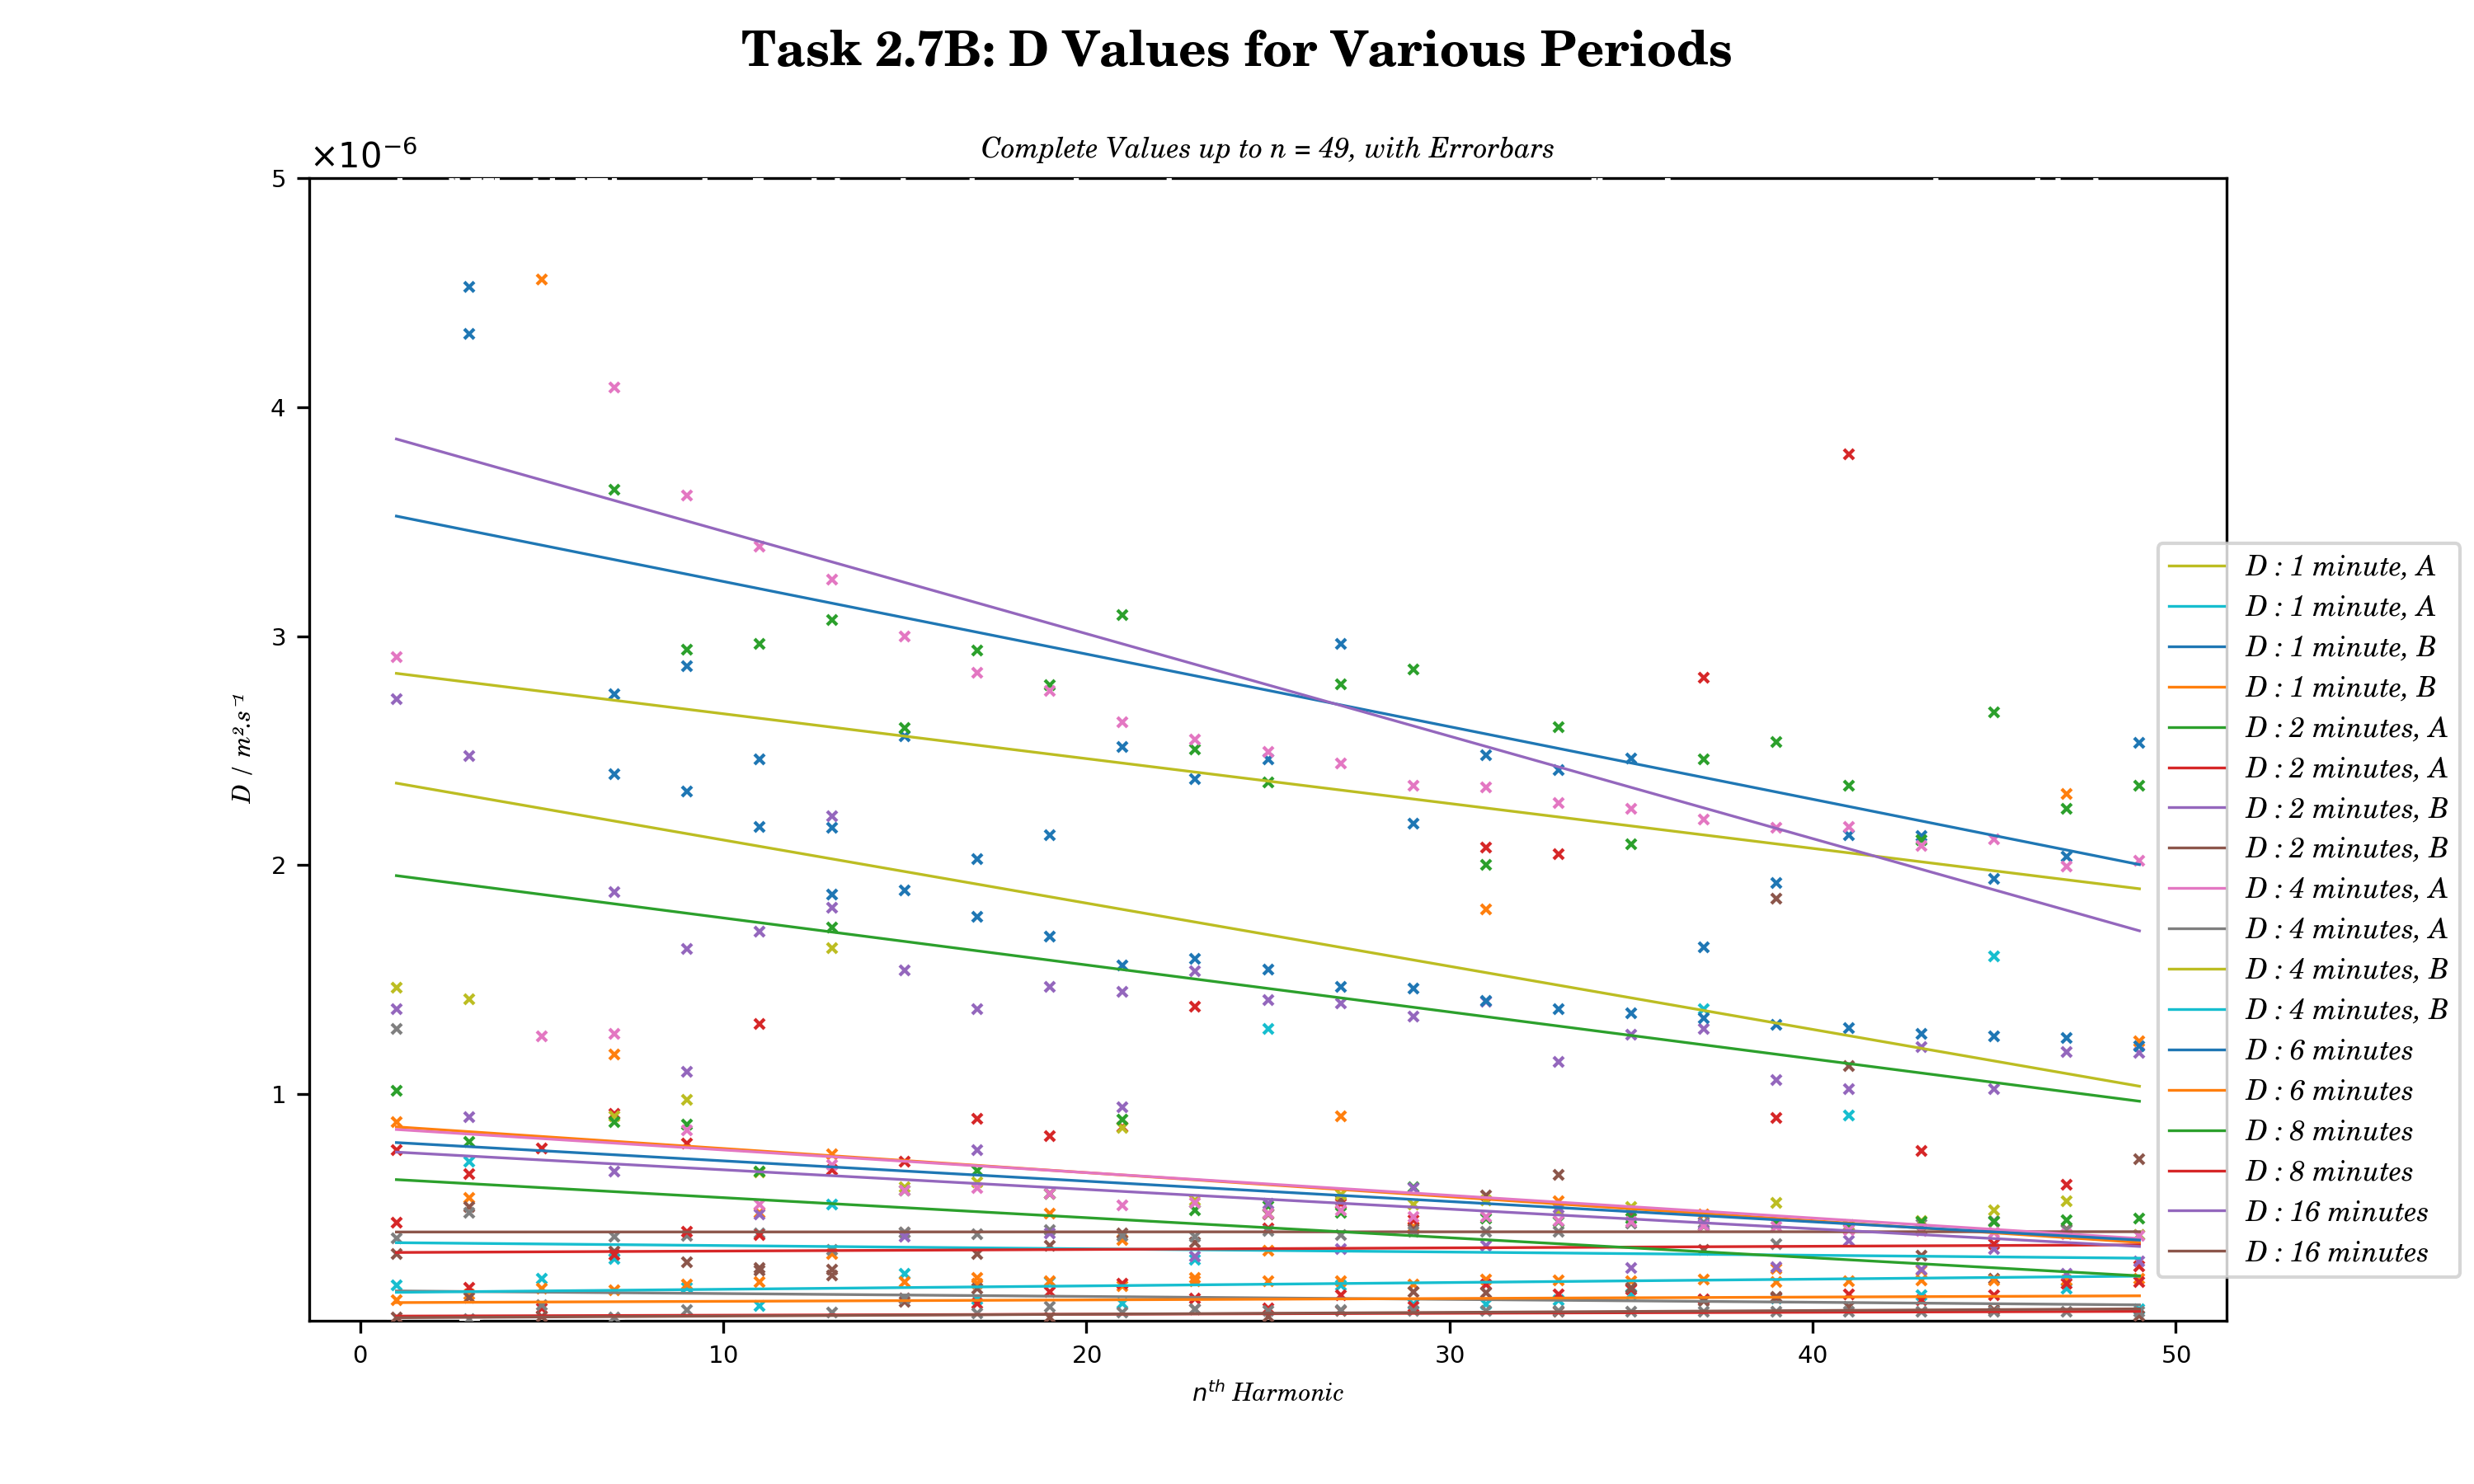 Task 2.7B: D Values for Various Periods
Complete Values up to n = 49, with Errorbars
×10⁻⁶
5
4
3
2
1
D / m².s⁻¹
0 10 20 30 40 50
nᵗʰ Harmonic
D : 1 minute, A
D : 1 minute, A
D : 1 minute, B
D : 1 minute, B
D : 2 minutes, A
D : 2 minutes, A
D : 2 minutes, B
D : 2 minutes, B
D : 4 minutes, A
D : 4 minutes, A
D : 4 minutes, B
D : 4 minutes, B
D : 6 minutes
D : 6 minutes
D : 8 minutes
D : 8 minutes
D : 16 minutes
D : 16 minutes